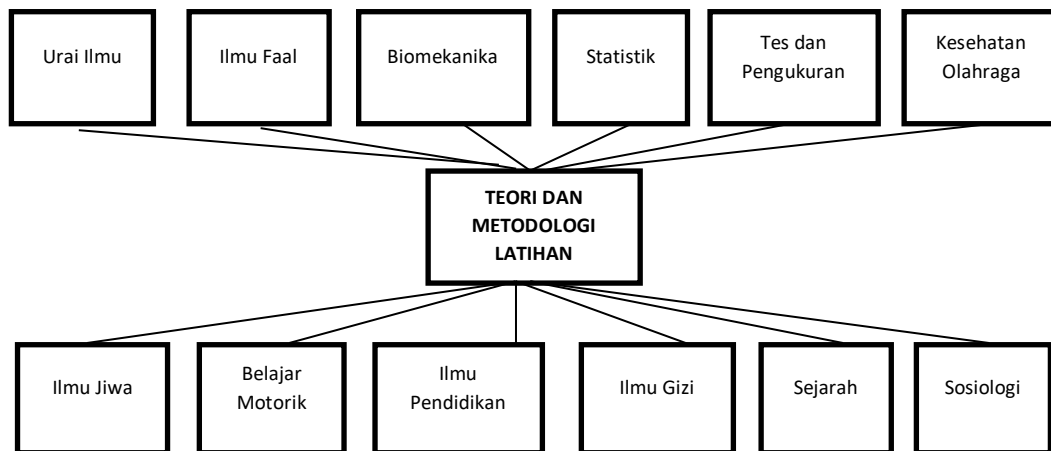 Urai Ilmu
Ilmu Faal
Biomekanika
Statistik
Tes dan
Pengukuran
Kesehatan
Olahraga
TEORI DAN
METODOLOGI
LATIHAN
Ilmu Jiwa
Belajar
Motorik
Ilmu
Pendidikan
Ilmu Gizi
Sejarah
Sosiologi